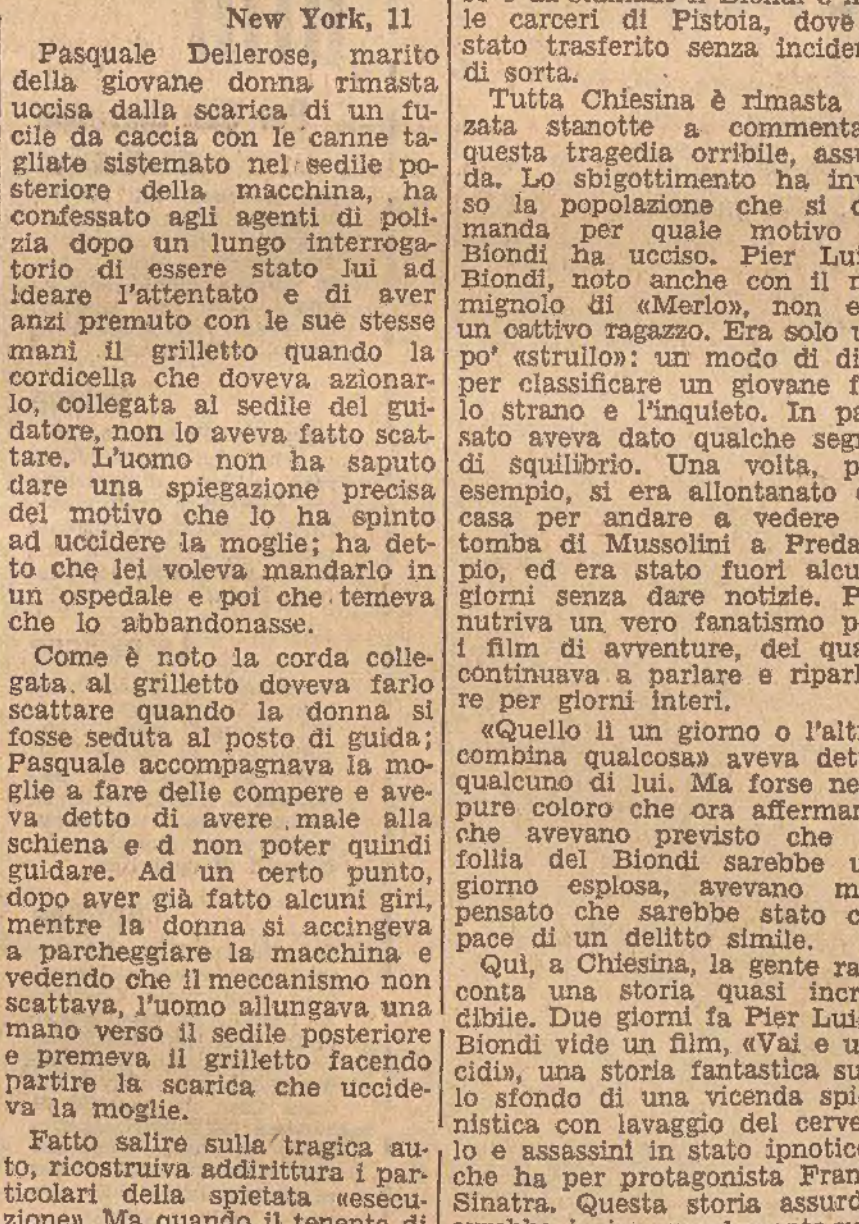 New York, 11
Pasquale Dellerose, marito
della giovane donna rimasta
uccisa dalla scarica di un fu-
cile da caccia con le canne ta-
gliate sistemato nel sedile po-
steriore della macchina, ha
confessato agli agenti di poli-
zia dopo un lungo interroga-
torio di essere stato lui ad
ideare l'attentato e di aver
anzi premuto con le sue stesse
mani il grilletto quando la
cordicella che doveva azionar-
lo, collegata al sedile del gui-
datore, non lo aveva fatto scat-
tare. L'uomo non ha saputo
dare una spiegazione precisa
del motivo che lo ha spinto
ad uccidere la moglie; ha det-
to che lei voleva mandarlo in
un ospedale e poi che temeva
che lo abbandonasse.
Come è noto la corda colle-
gata al grilletto doveva farlo
scattare quando la donna si
fosse seduta al posto di guida;
Pasquale accompagnava la mo-
glie a fare delle compere e ave-
va detto di avere male alla
schiena e d non poter quindi
guidare. Ad un certo punto,
dopo aver già fatto alcuni giri,
mentre la donna si accingeva
a parcheggiare la macchina e
vedendo che il meccanismo non
scattava, l'uomo allungava una
mano verso il sedile posteriore
e premeva il grilletto facendo
partire la scarica che uccide-
va la moglie.
Fatto salire sulla tragica au-
to, ricostruiva addirittura i par-
ticolari della spietata «esecu-
zione». Ma quando il tenente di
le carceri di Pistoia, dove
stato trasferito senza inciden
di sorta.
Tutta Chiesina è rimasta
zata stanotte a commenta
questa tragedia orribile, assu
da. Lo sbigottimento ha inv
so la popolazione che si d
manda per quale motivo
Biondi ha ucciso. Pier Lui
Biondi, noto anche con il n
mignolo di «Merlo», non e
un cattivo ragazzo. Era solo u
po' «strullo»: un modo di di
per classificare un giovane f
lo strano e l'inquieto. In pa
sato aveva dato qualche segn
di squilibrio. Una volta, p
esempio, si era allontanato d
casa per andare a vedere
tomba di Mussolini a Preda
pio, ed era stato fuori alcu
giorni senza dare notizie. P
nutriva un vero fanatismo p
i film di avventure, dei qua
continuava a parlare e riparl
re per giorni interi.
«Quello lì un giorno o l'alt
combina qualcosa» aveva det
qualcuno di lui. Ma forse ne
pure coloro che ora afferman
che avevano previsto che
follia del Biondi sarebbe u
giorno esplosa, avevano m
pensato che sarebbe stato c
pace di un delitto simile.
Qui, a Chiesina, la gente ra
conta una storia quasi incr
dibile. Due giorni fa Pier Lui
Biondi vide un film, «Vai e u
cidi», una storia fantastica su
lo sfondo di una vicenda spi
nistica con lavaggio del cerve
lo e assassini in stato ipnotic
che ha per protagonista Fran
Sinatra. Questa storia assurd